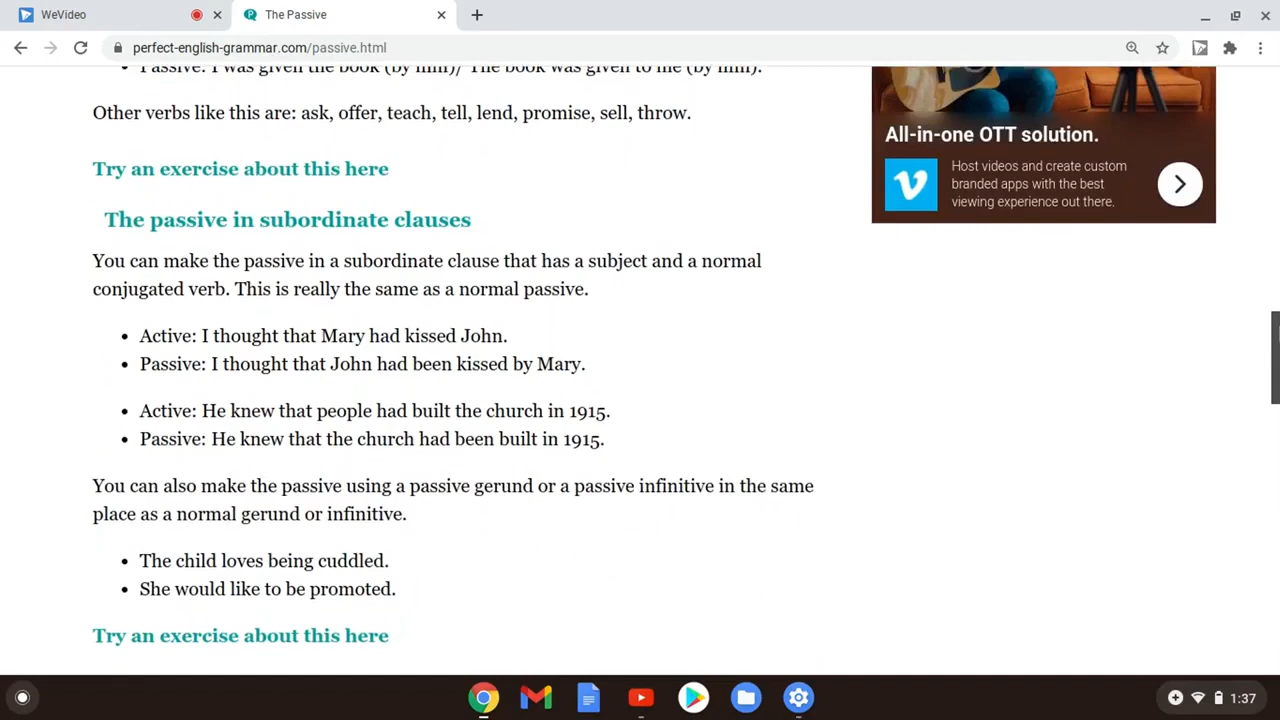 WeVideo
The Passive
perfect-english-grammar.com/passive.html
Passive: I was given the book (by him)/ The book was given to me (by him).
Other verbs like this are: ask, offer, teach, tell, lend, promise, sell, throw.
Try an exercise about this here
The passive in subordinate clauses
You can make the passive in a subordinate clause that has a subject and a normal
conjugated verb. This is really the same as a normal passive.
• Active: I thought that Mary had kissed John.
• Passive: I thought that John had been kissed by Mary.
• Active: He knew that people had built the church in 1915.
• Passive: He knew that the church had been built in 1915.
You can also make the passive using a passive gerund or a passive infinitive in the same
place as a normal gerund or infinitive.
• The child loves being cuddled.
• She would like to be promoted.
Try an exercise about this here
All-in-one OTT solution.
Host videos and create custom
branded apps with the best
viewing experience out there.
1:37